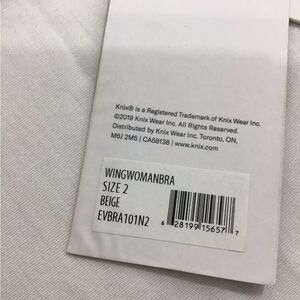 Knix® is a Registered Trademark of Knix Wear Inc.
©2019 Knix Wear Inc. All Rights Reserved.
Distributed by Knix Wear Inc. Toronto, ON,
M6J 2M5 | CA58138 | www.knix.com
WINGWOMANBRA
SIZE 2
BEIGE
EVBRA101N2
6 28199 15657 7